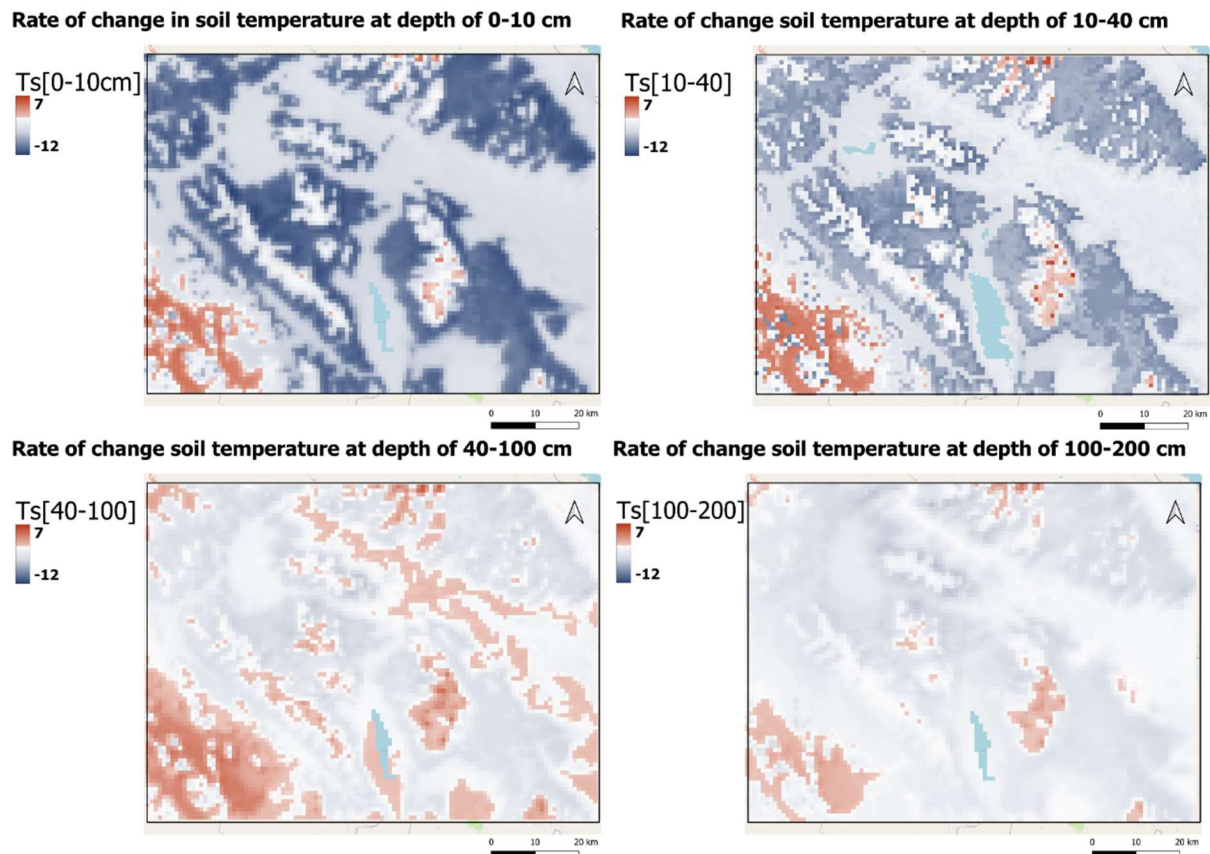 Rate of change in soil temperature at depth of 0-10 cm
Ts[0-10cm]
7
-12
0 10 20 km
Rate of change soil temperature at depth of 10-40 cm
Ts[10-40]
7
-12
0 10 20 km
Rate of change soil temperature at depth of 40-100 cm
Ts[40-100]
7
-12
0 10 20 km
Rate of change soil temperature at depth of 100-200 cm
Ts[100-200]
7
-12
0 10 20 km